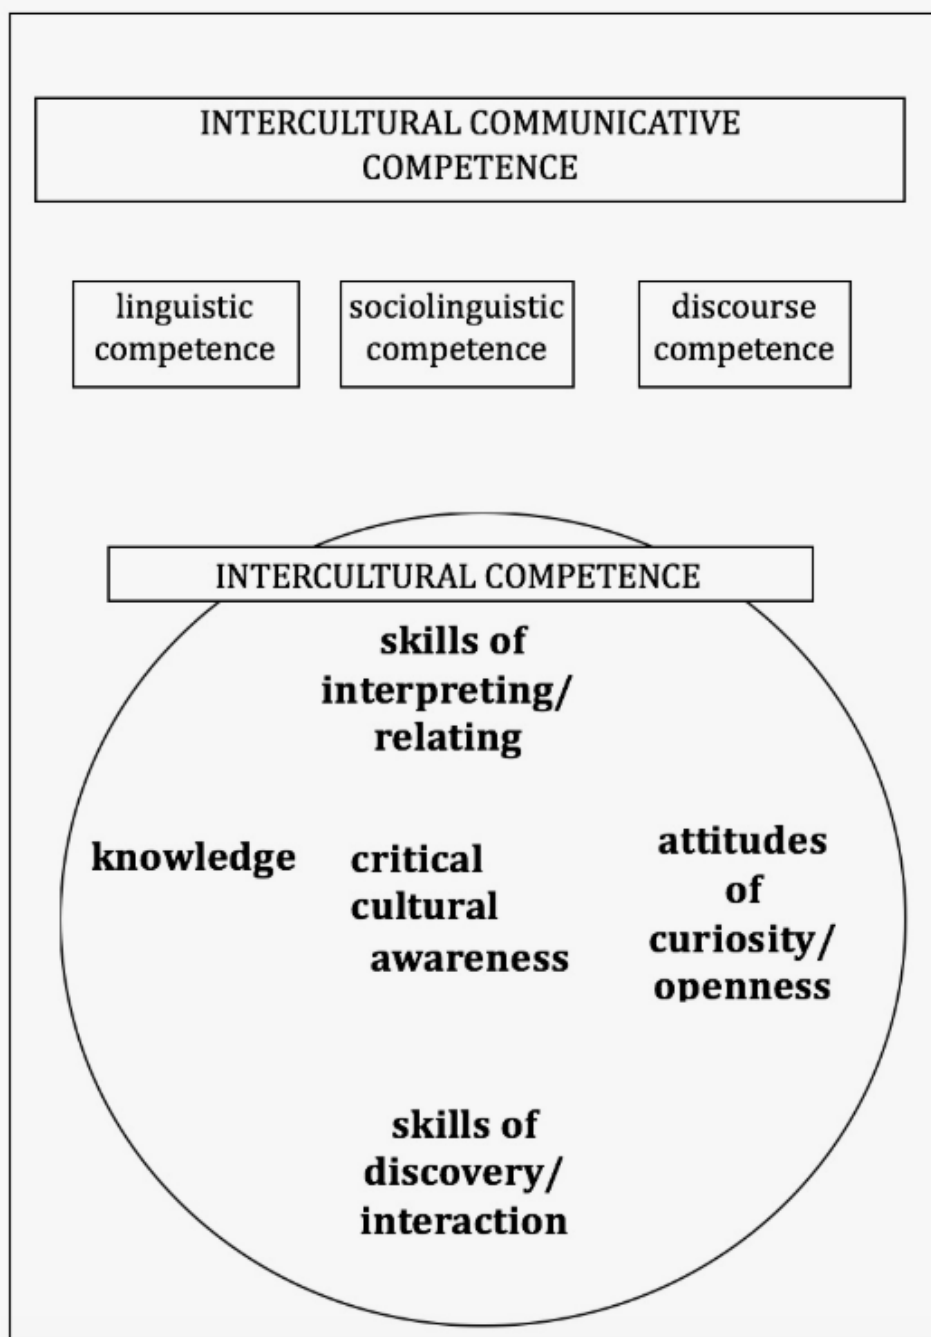 INTERCULTURAL COMMUNICATIVE
COMPETENCE
linguistic
competence
sociolinguistic
competence
discourse
competence
INTERCULTURAL COMPETENCE
skills of
interpreting/
relating
knowledge
critical
cultural
awareness
attitudes
of
curiosity/
openness
skills of
discovery/
interaction